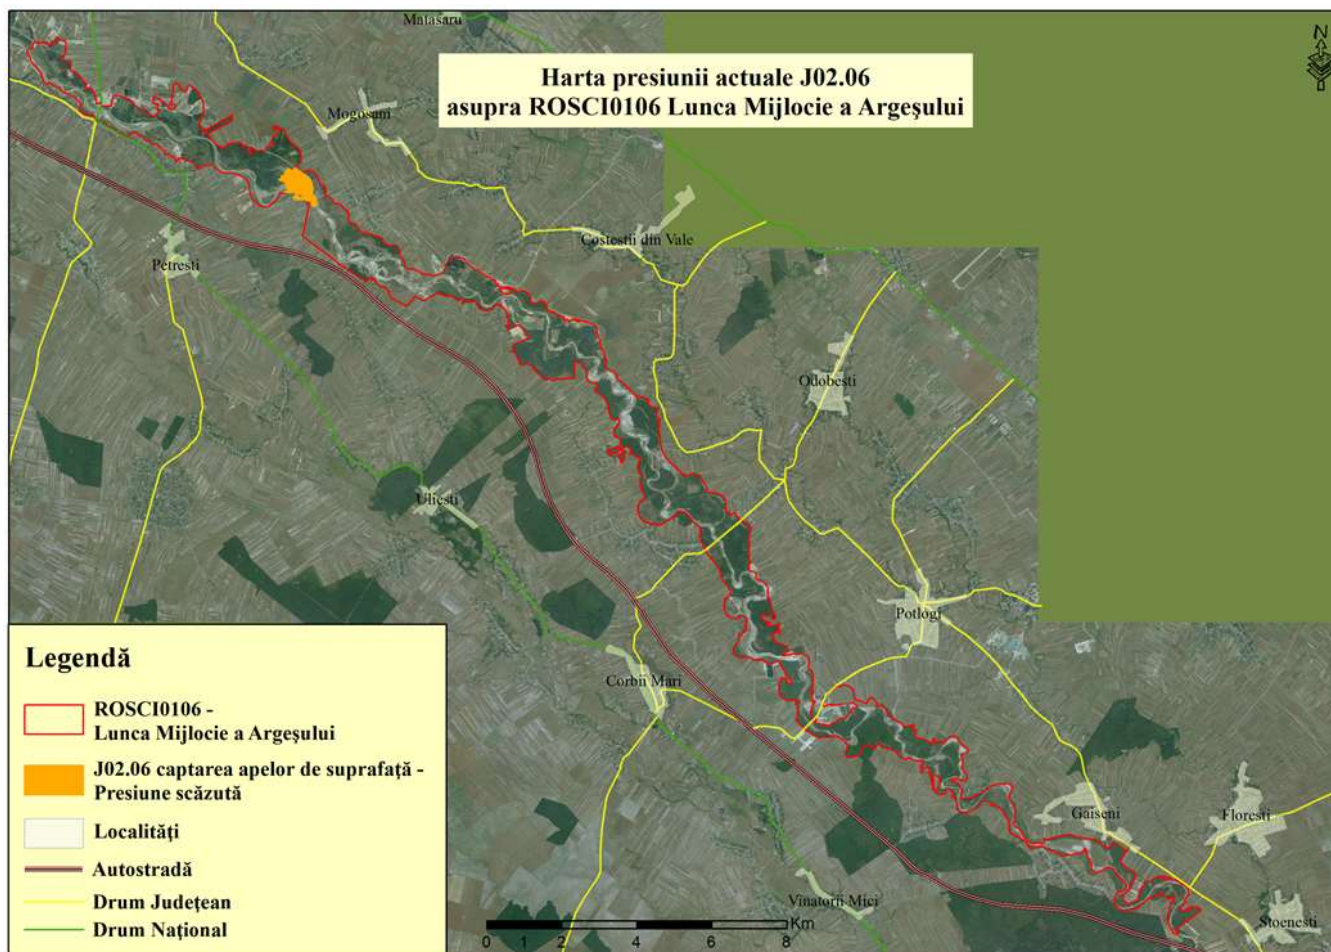 Matasaru
N
Harta presiunii actuale J02.06
asupra ROSCI0106 Lunca Mijlocie a Argeşului
Mogosani
Costestii din Vale
Petresti
Odobesti
Uliesti
Potlogi
Corbii Mari
Gaiseni
Floresti
Vinatorii Mici
Stoenesti
Legendă
ROSCI0106 -
Lunca Mijlocie a Argeşului
J02.06 captarea apelor de suprafaţă -
Presiune scăzută
Localităţi
Autostradă
Drum Judeţean
Drum Naţional
Km
0 1 2 4 6 8